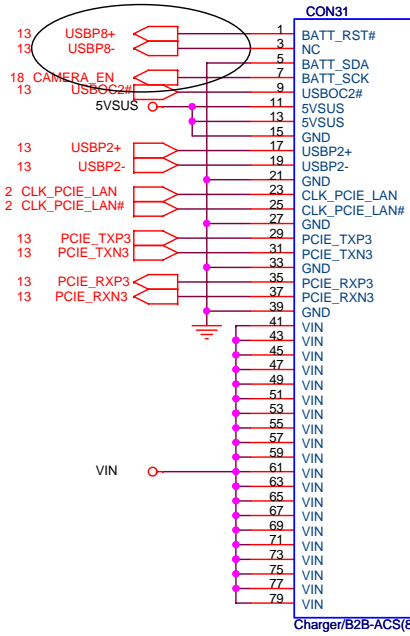 CON31
13 USBP8+ 1 BATT_RST#
13 USBP8- 3 NC
5 BATT_SDA
18 CAMERA_EN 7 BATT_SCK
13 USBOC2# 9 USBOC2#
5VSUS 11 5VSUS
13 5VSUS
15 GND
13 USBP2+ 17 USBP2+
13 USBP2- 19 USBP2-
21 GND
2 CLK_PCIE_LAN 23 CLK_PCIE_LAN
2 CLK_PCIE_LAN# 25 CLK_PCIE_LAN#
27 GND
13 PCIE_TXP3 29 PCIE_TXP3
13 PCIE_TXN3 31 PCIE_TXN3
33 GND
13 PCIE_RXP3 35 PCIE_RXP3
13 PCIE_RXN3 37 PCIE_RXN3
39 GND
41 VIN
43 VIN
45 VIN
47 VIN
49 VIN
51 VIN
53 VIN
55 VIN
57 VIN
59 VIN
VIN 61 VIN
63 VIN
65 VIN
67 VIN
69 VIN
71 VIN
73 VIN
75 VIN
77 VIN
79 VIN
Charger/B2B-ACS(8